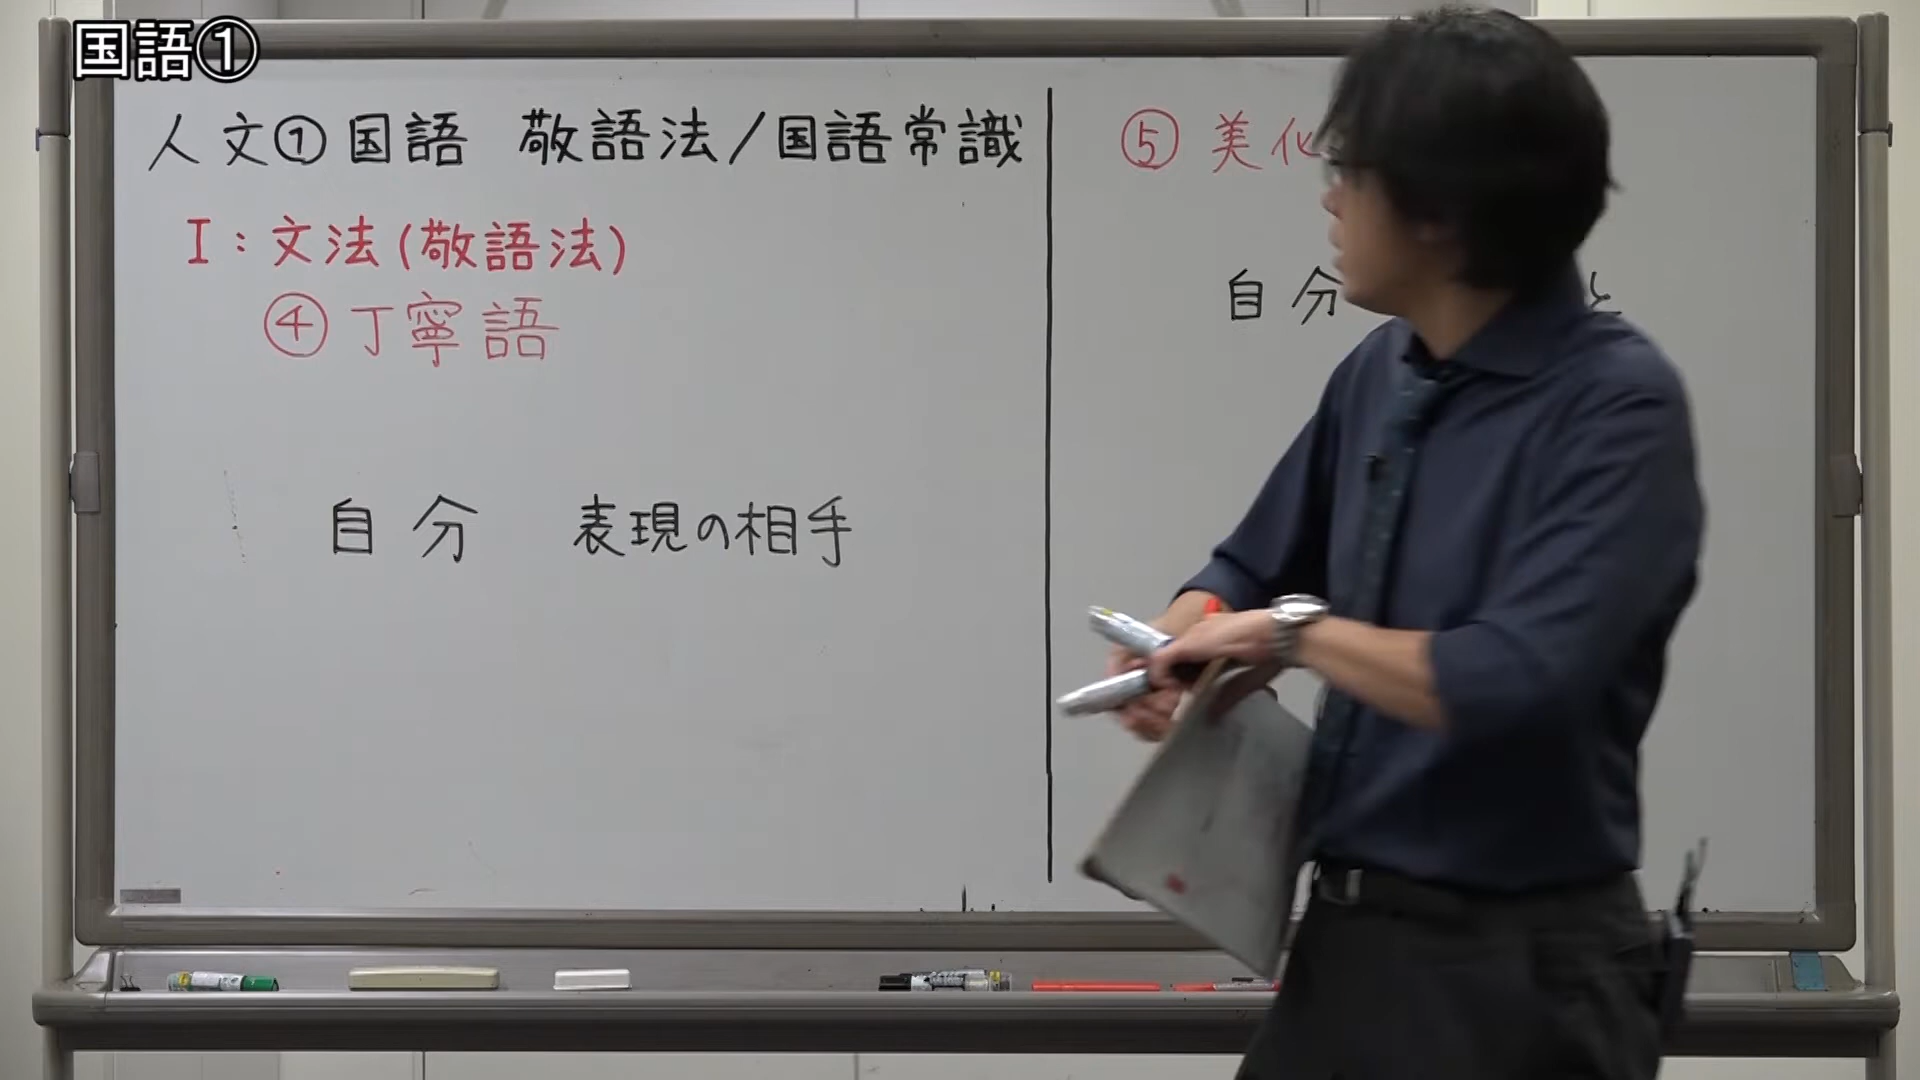 国語①
人文①国語 敬語法/国語常識
I:文法(敬語法)
④丁寧語
自分 表現の相手
⑤美化
自分